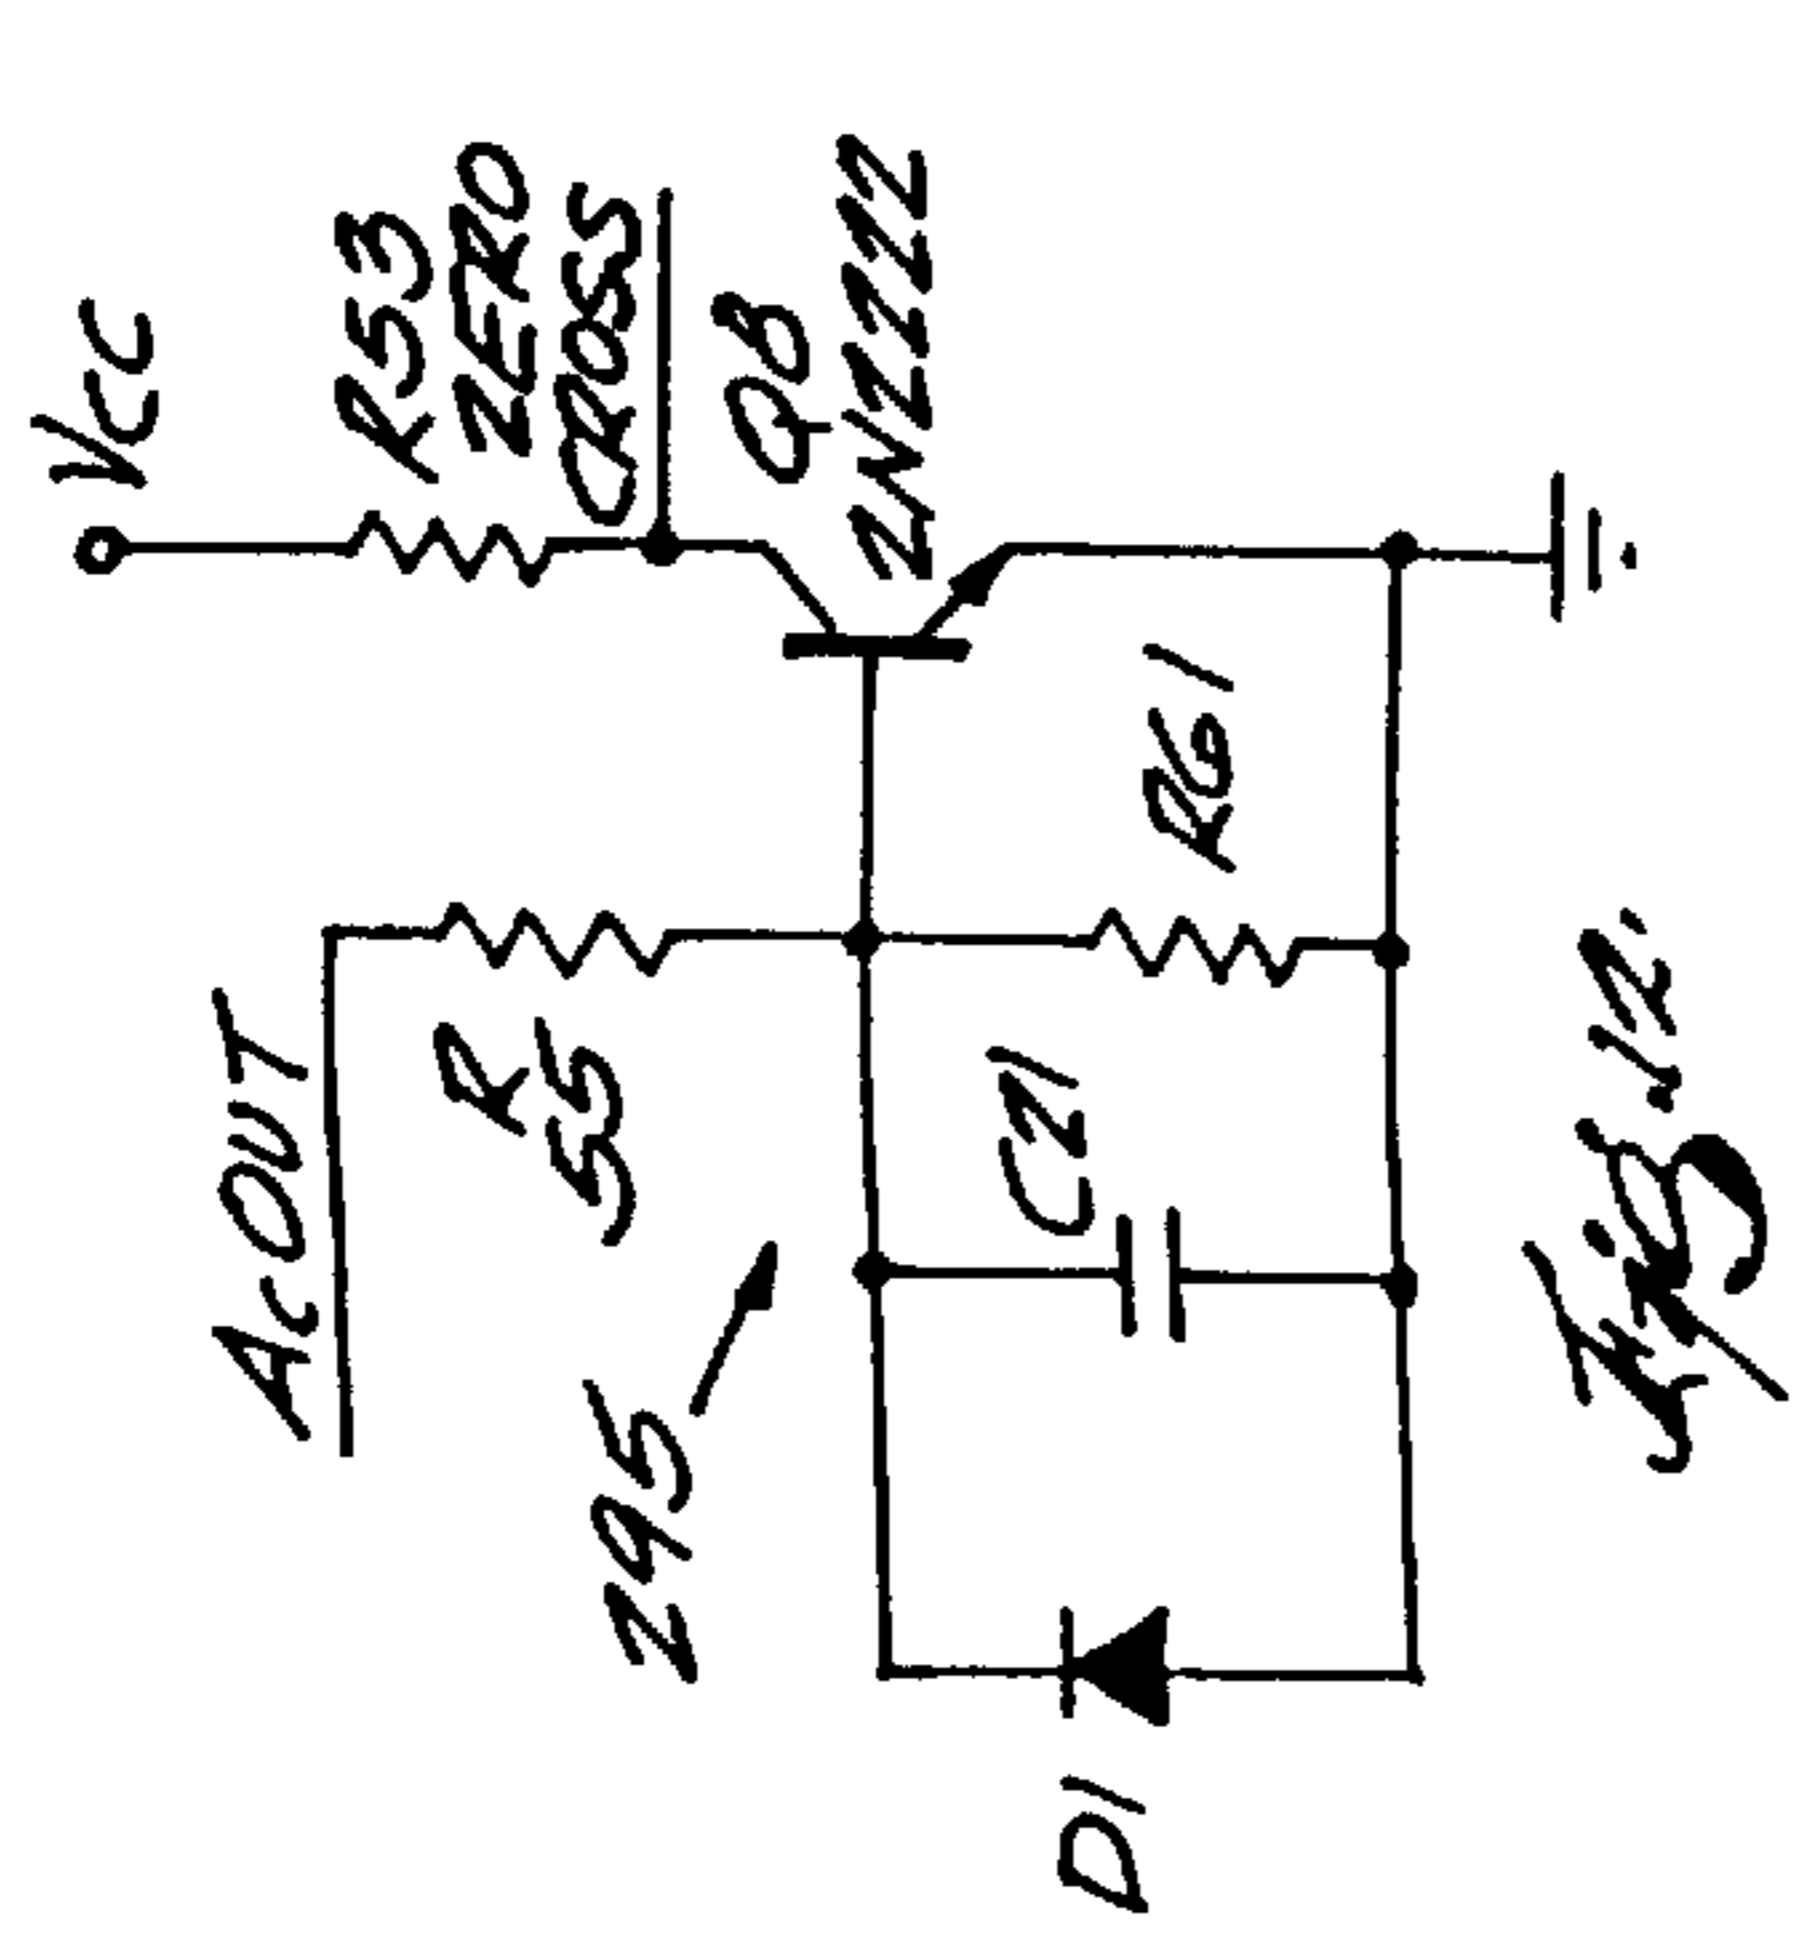 Vcc
R53
ZERO
CROSS
Q8
2N2222
AC OUT
R
55
R61
C21
295
D1
Fig. 12.